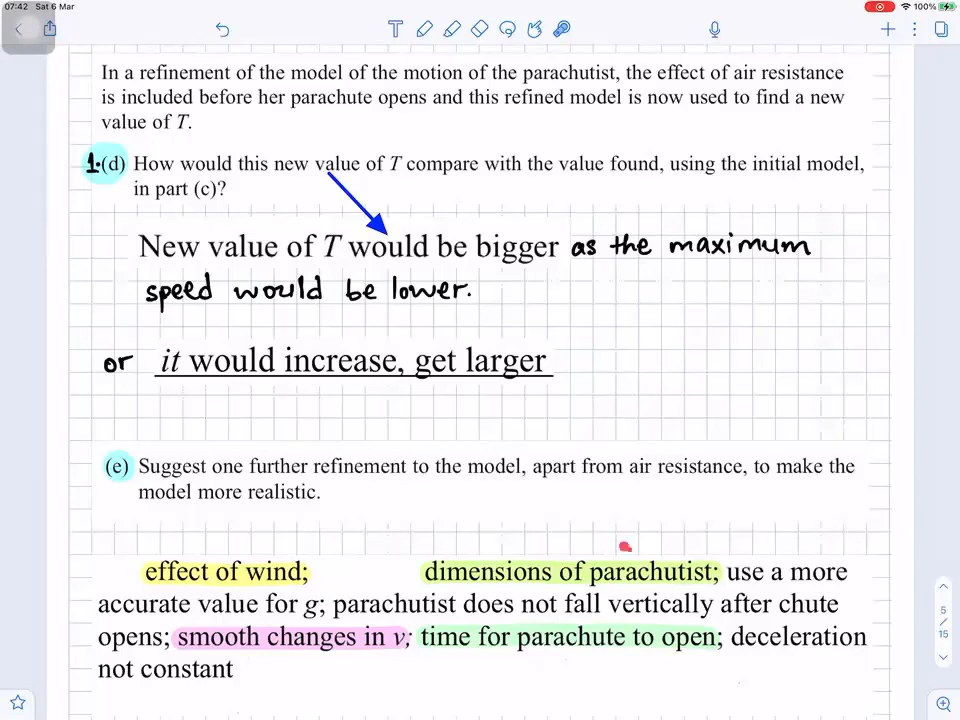 07:42 Sat 6 Mar
100%
In a refinement of the model of the motion of the parachutist, the effect of air resistance
is included before her parachute opens and this refined model is now used to find a new
value of T.
1.(d) How would this new value of T compare with the value found, using the initial model,
in part (c)?
New value of T would be bigger as the maximum
speed would be lower.
or it would increase, get larger
(e) Suggest one further refinement to the model, apart from air resistance, to make the
model more realistic.
effect of wind; dimensions of parachutist; use a more
accurate value for g; parachutist does not fall vertically after chute
opens; smooth changes in v; time for parachute to open; deceleration
not constant
5
/
15